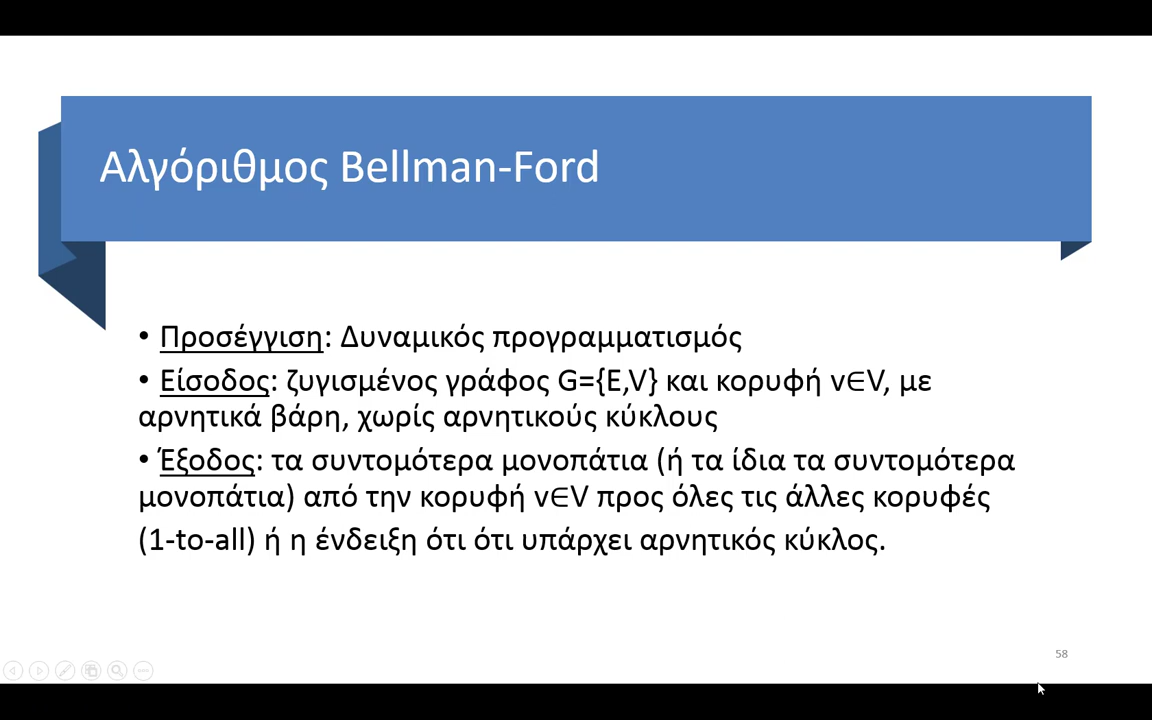 Αλγόριθμος Bellman-Ford
• Προσέγγιση: Δυναμικός προγραμματισμός
• Είσοδος: ζυγισμένος γράφος G={E,V} και κορυφή v∈V, με
αρνητικά βάρη, χωρίς αρνητικούς κύκλους
• Έξοδος: τα συντομότερα μονοπάτια (ή τα ίδια τα συντομότερα
μονοπάτια) από την κορυφή v∈V προς όλες τις άλλες κορυφές
(1-to-all) ή η ένδειξη ότι ότι υπάρχει αρνητικός κύκλος.
58